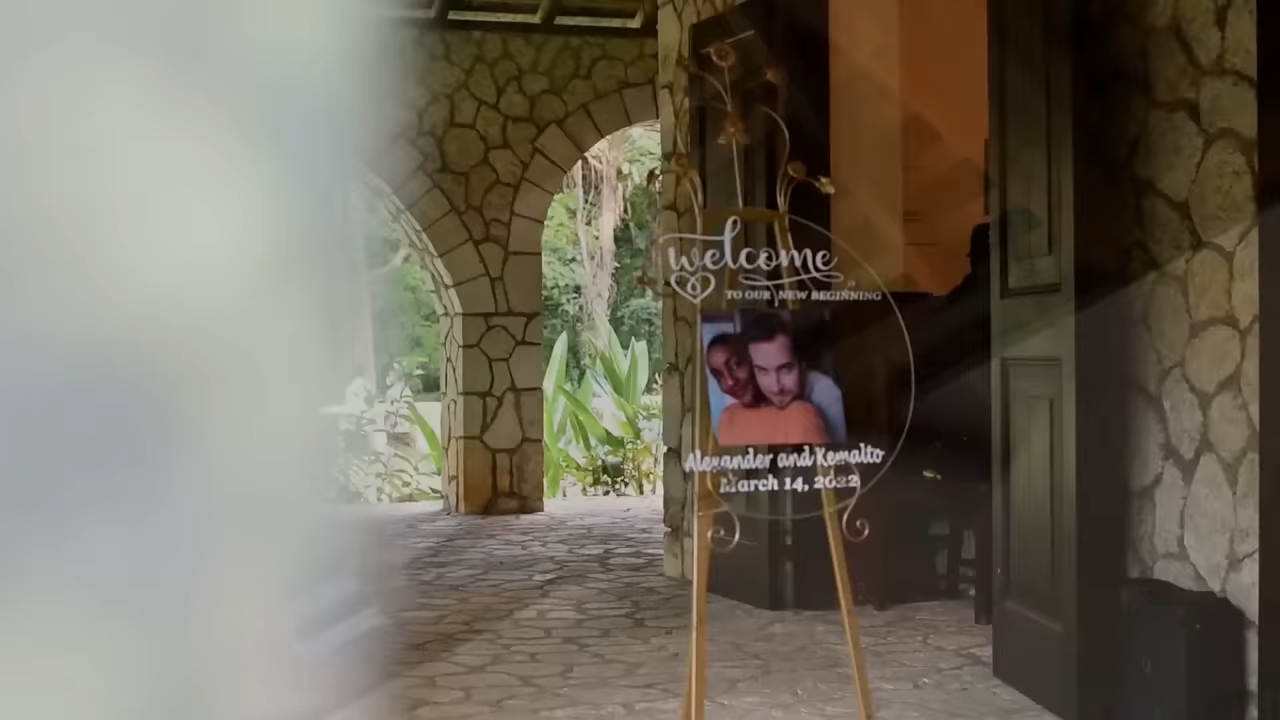 welcome
TO OUR NEW BEGINNING
Alexander and Kemalto
March 14, 2022